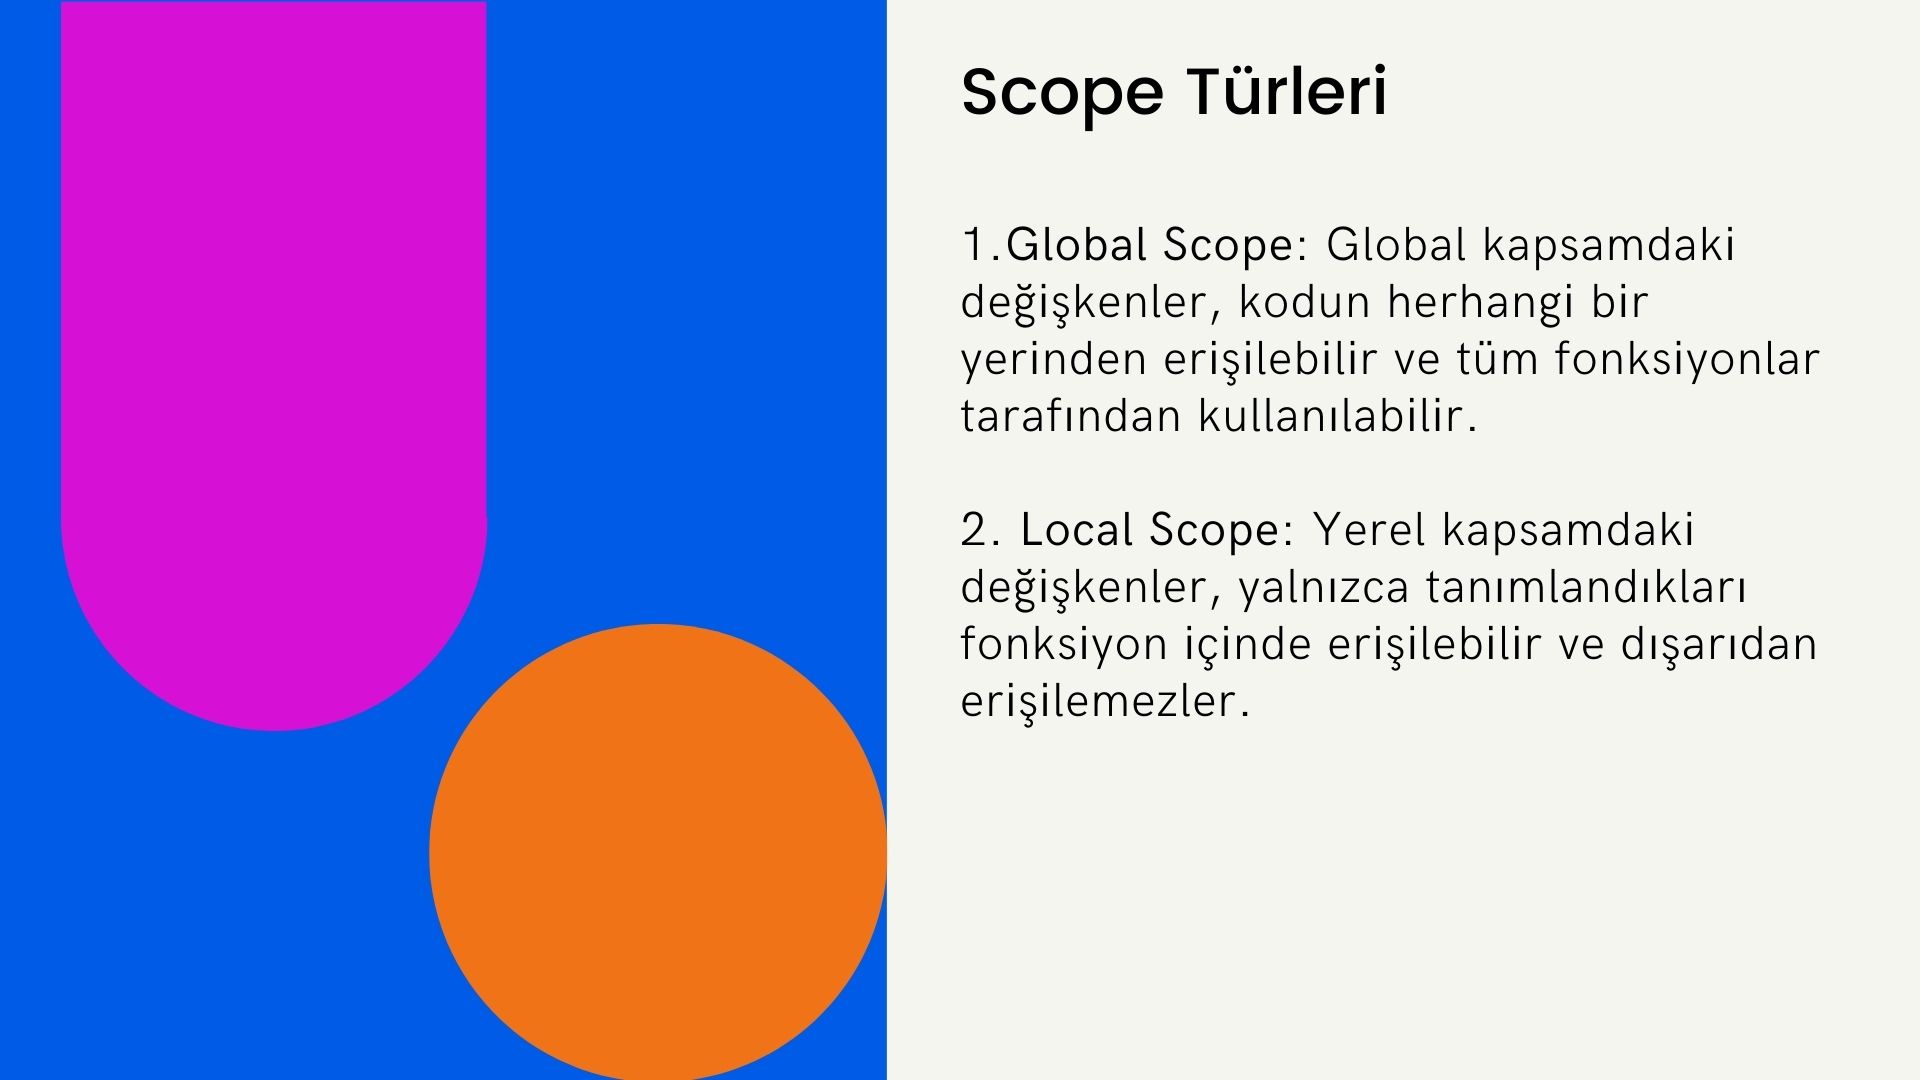 Scope Türleri
1.Global Scope: Global kapsamdaki
değişkenler, kodun herhangi bir
yerinden erişilebilir ve tüm fonksiyonlar
tarafından kullanılabilir.
2. Local Scope: Yerel kapsamdaki
değişkenler, yalnızca tanımlandıkları
fonksiyon içinde erişilebilir ve dışarıdan
erişilemezler.